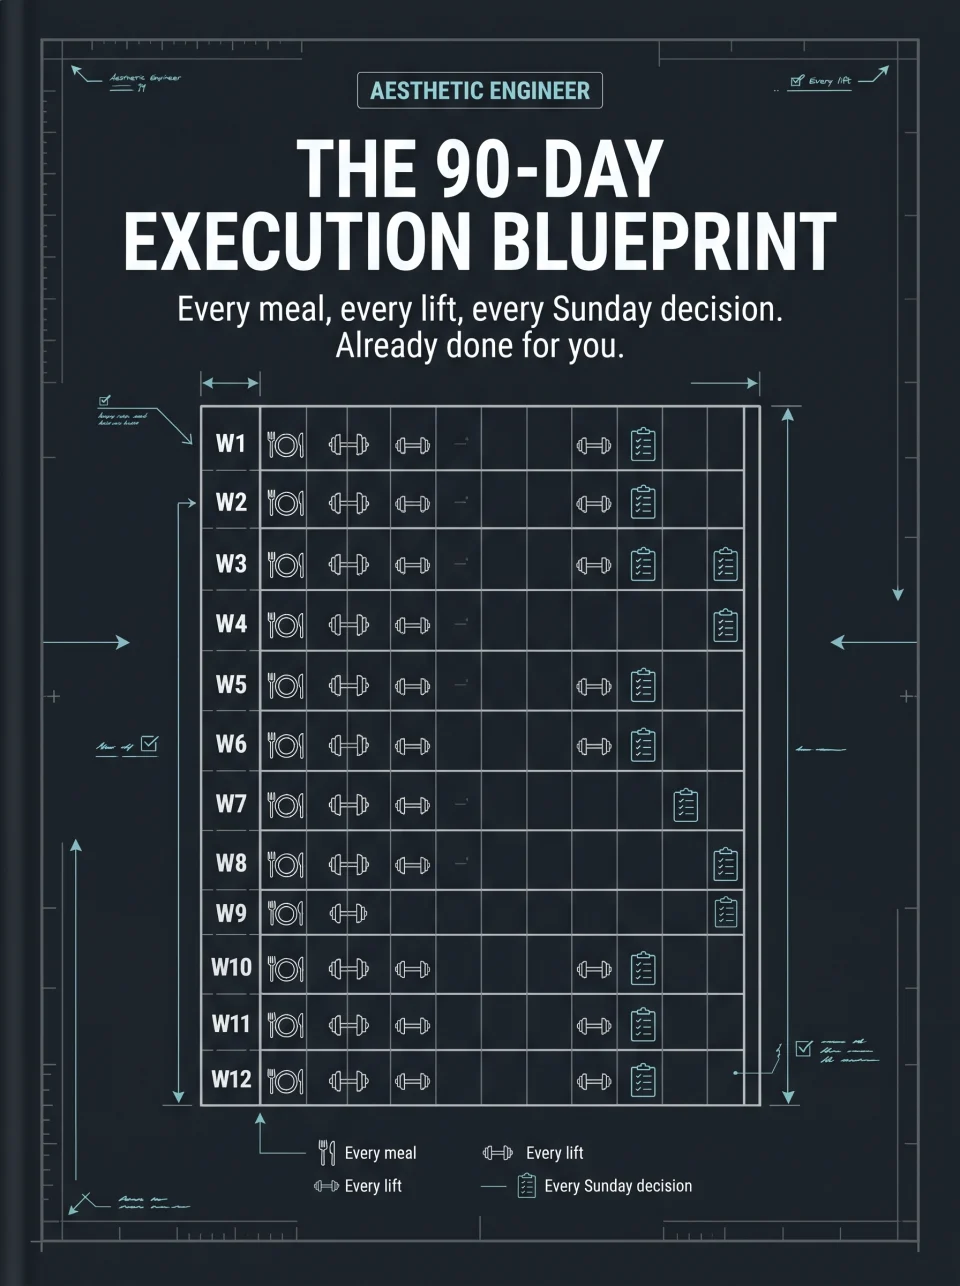 Aesthetic Engineer
Every lift
AESTHETIC ENGINEER
THE 90-DAY
EXECUTION BLUEPRINT
Every meal, every lift, every Sunday decision.
Already done for you.
W1
W2
W3
W4
W5
W6
W7
W8
W9
W10
W11
W12
Every meal
Every lift
Every lift
Every Sunday decision